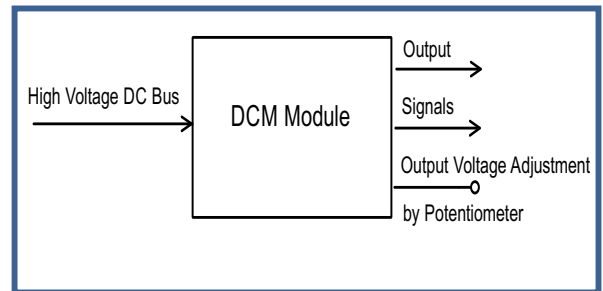 Output
High Voltage DC Bus
DCM Module
Signals
Output Voltage Adjustment
by Potentiometer